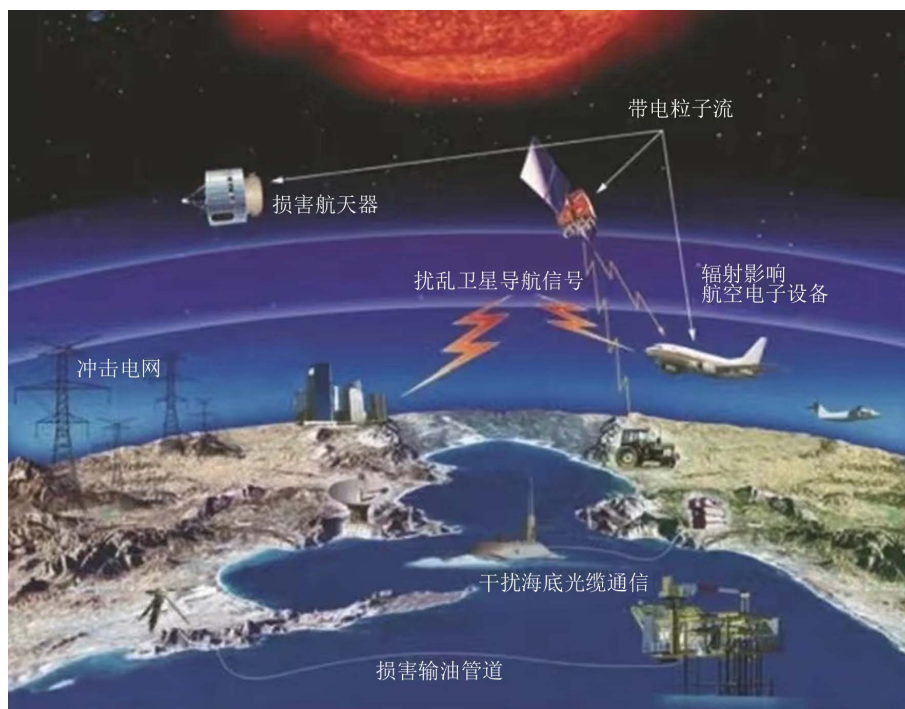 带电粒子流
损害航天器
扰乱卫星导航信号
辐射影响
航空电子设备
冲击电网
干扰海底光缆通信
损害输油管道